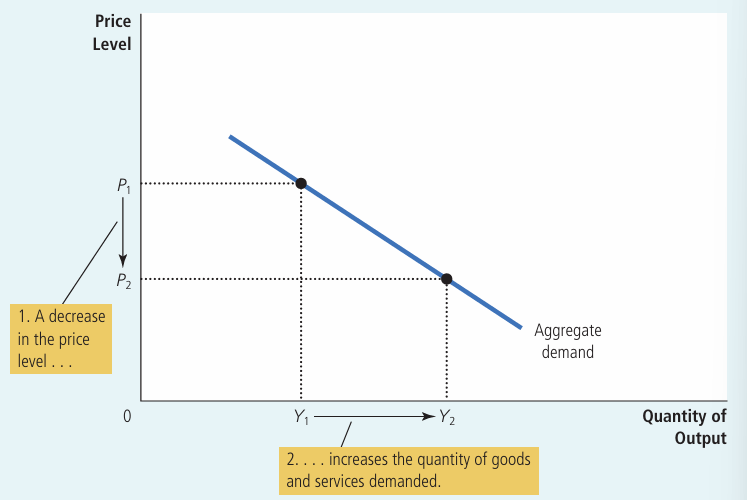 Price
Level
P1
P2
1. A decrease
in the price
level . . .
Aggregate
demand
0
Y1
Y2
Quantity of
Output
2. . . . increases the quantity of goods
and services demanded.